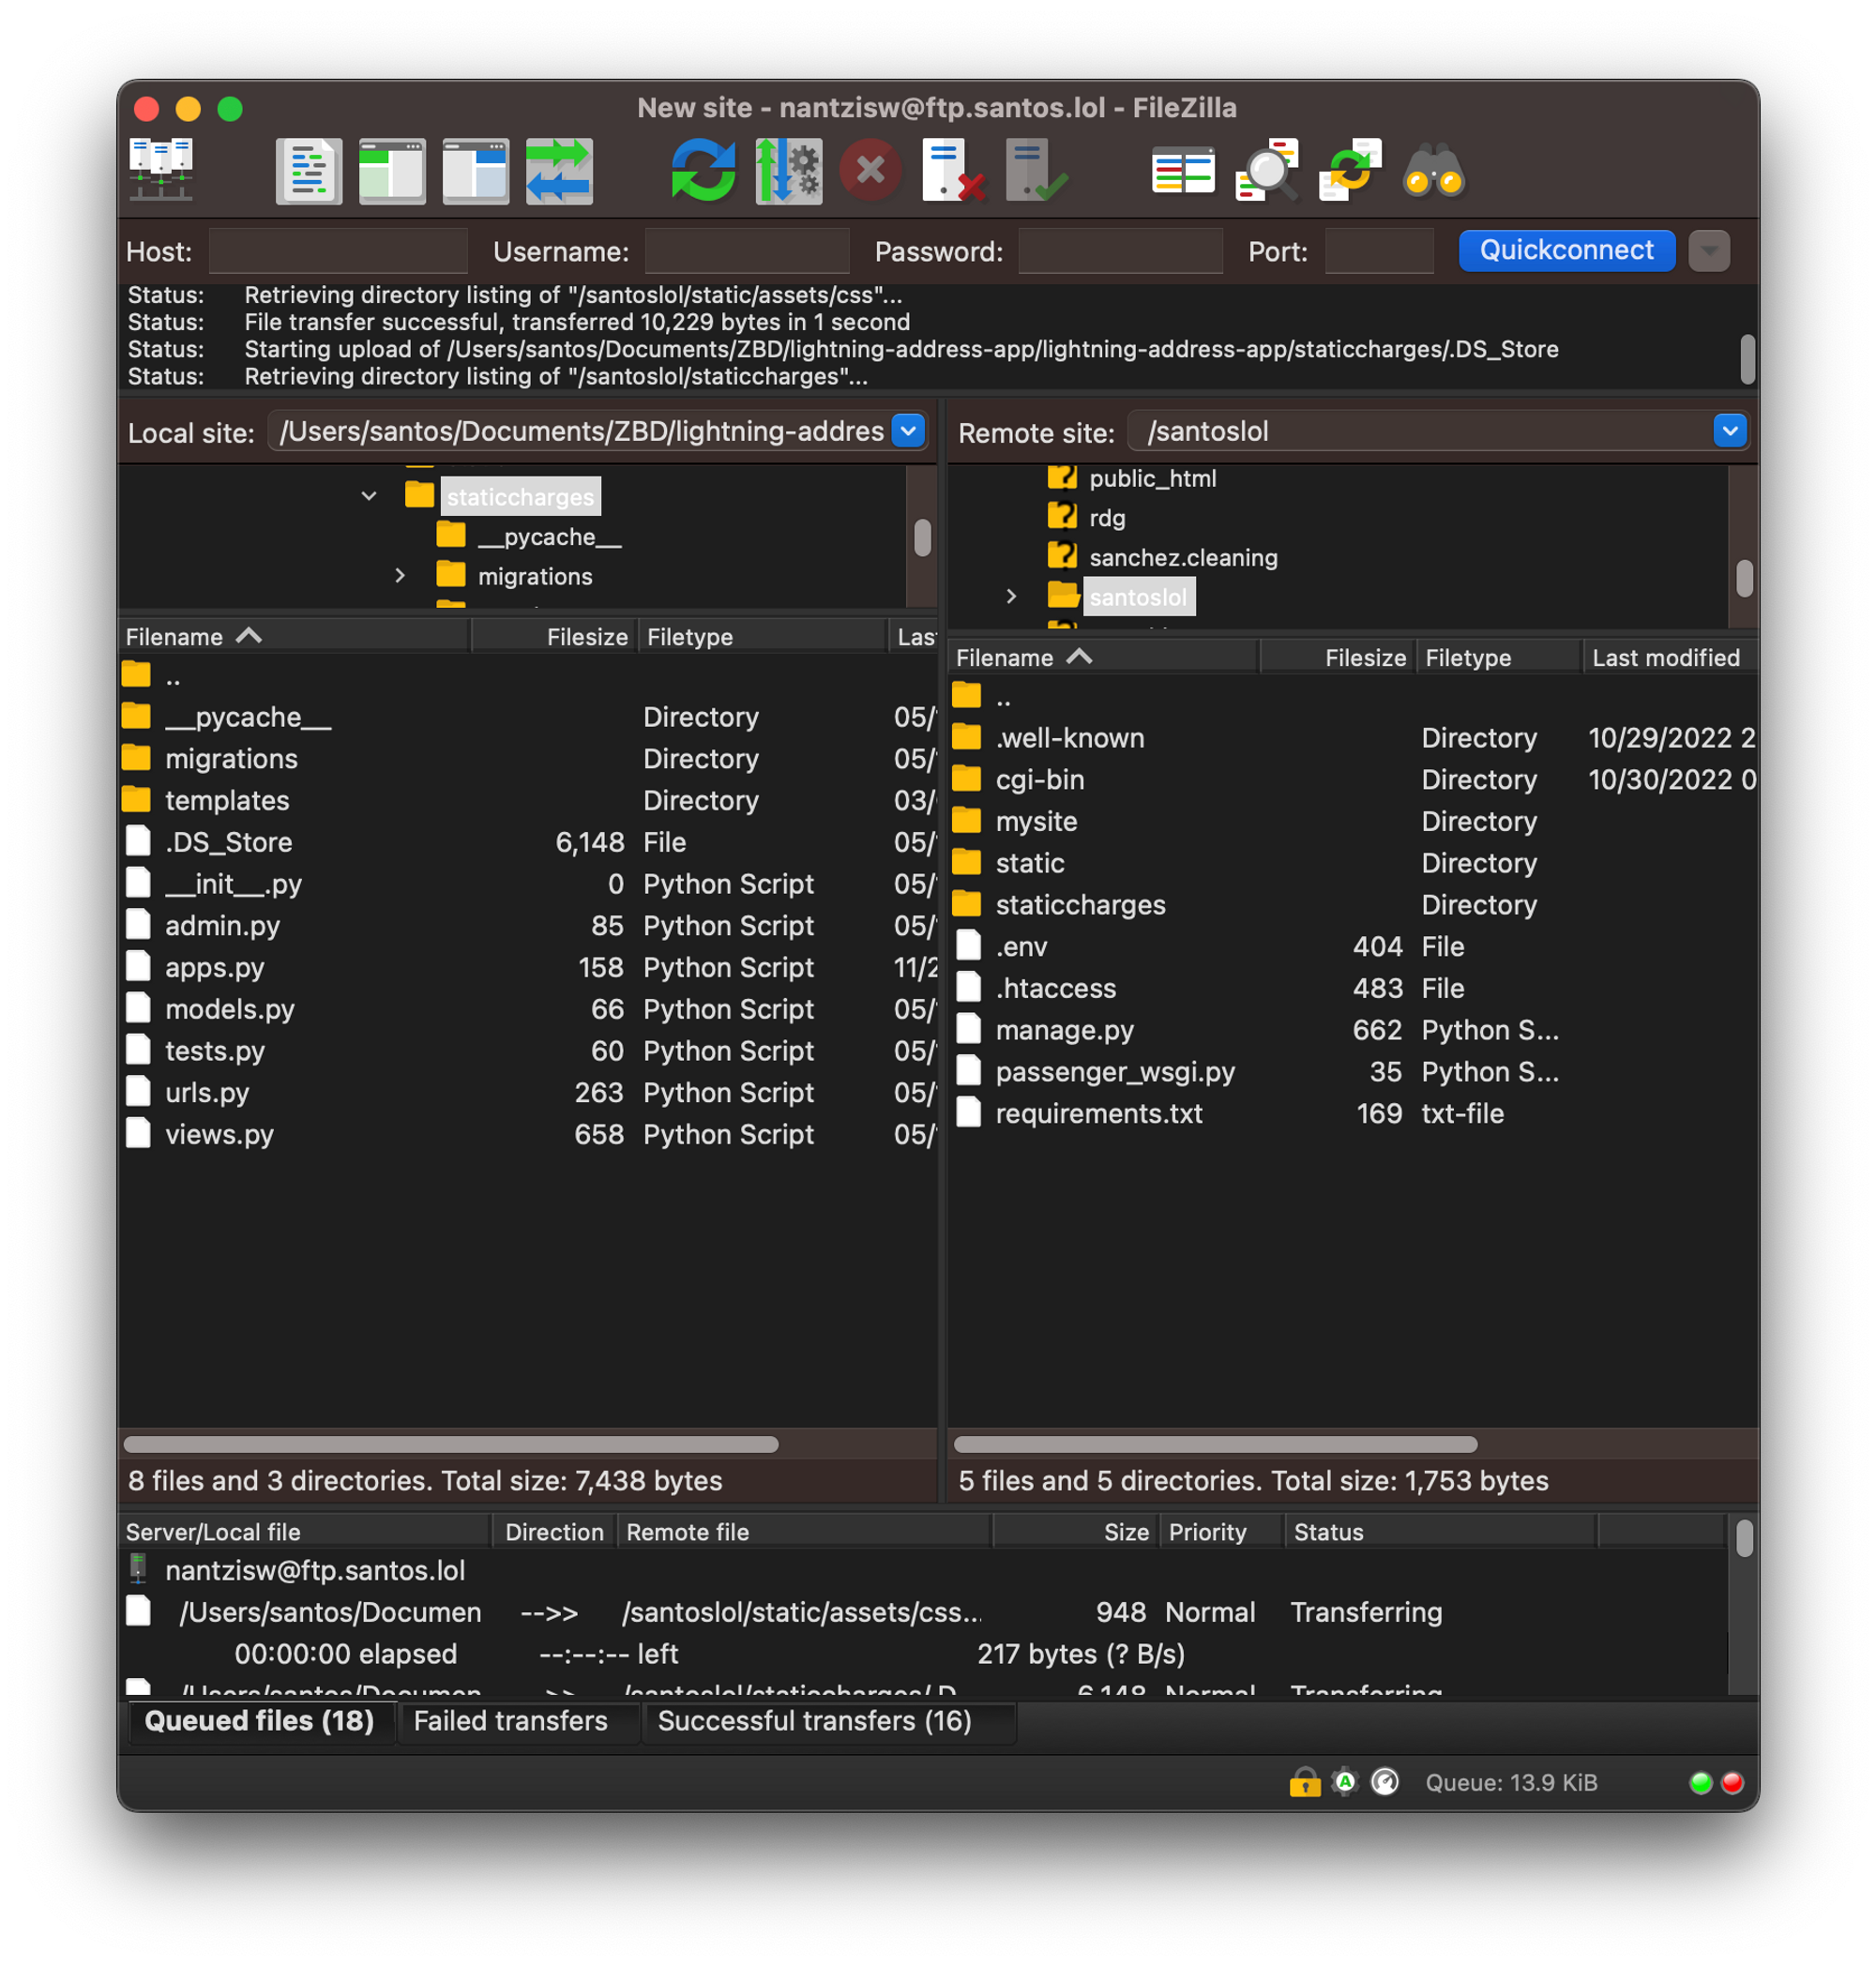 New site - nantzisw@ftp.santos.lol - FileZilla
Host: Username: Password: Port: Quickconnect
Status: Retrieving directory listing of "/santoslol/static/assets/css"...
Status: File transfer successful, transferred 10,229 bytes in 1 second
Status: Starting upload of /Users/santos/Documents/ZBD/lightning-address-app/lightning-address-app/staticcharges/.DS_Store
Status: Retrieving directory listing of "/santoslol/staticcharges"...
Local site: /Users/santos/Documents/ZBD/lightning-addres
staticcharges
__pycache__
migrations
Filename Filesize Filetype Las
..
__pycache__ Directory 05/
migrations Directory 05/
templates Directory 03/
.DS_Store 6,148 File 05/
__init__.py 0 Python Script 05/
admin.py 85 Python Script 05/
apps.py 158 Python Script 11/2
models.py 66 Python Script 05/
tests.py 60 Python Script 05/
urls.py 263 Python Script 05/
views.py 658 Python Script 05/
8 files and 3 directories. Total size: 7,438 bytes
Remote site: /santoslol
public_html
rdg
sanchez.cleaning
santoslol
Filename Filesize Filetype Last modified
..
.well-known Directory 10/29/2022 2
cgi-bin Directory 10/30/2022 0
mysite Directory
static Directory
staticcharges Directory
.env 404 File
.htaccess 483 File
manage.py 662 Python S...
passenger_wsgi.py 35 Python S...
requirements.txt 169 txt-file
5 files and 5 directories. Total size: 1,753 bytes
Server/Local file Direction Remote file Size Priority Status
nantzisw@ftp.santos.lol
/Users/santos/Documen -->> /santoslol/static/assets/css... 948 Normal Transferring
00:00:00 elapsed --:--:-- left 217 bytes (? B/s)
/Users/santos/Documen -->> /santoslol/staticcharges/.D 6,148 Normal Transferring
Queued files (18) Failed transfers Successful transfers (16)
Queue: 13.9 KiB